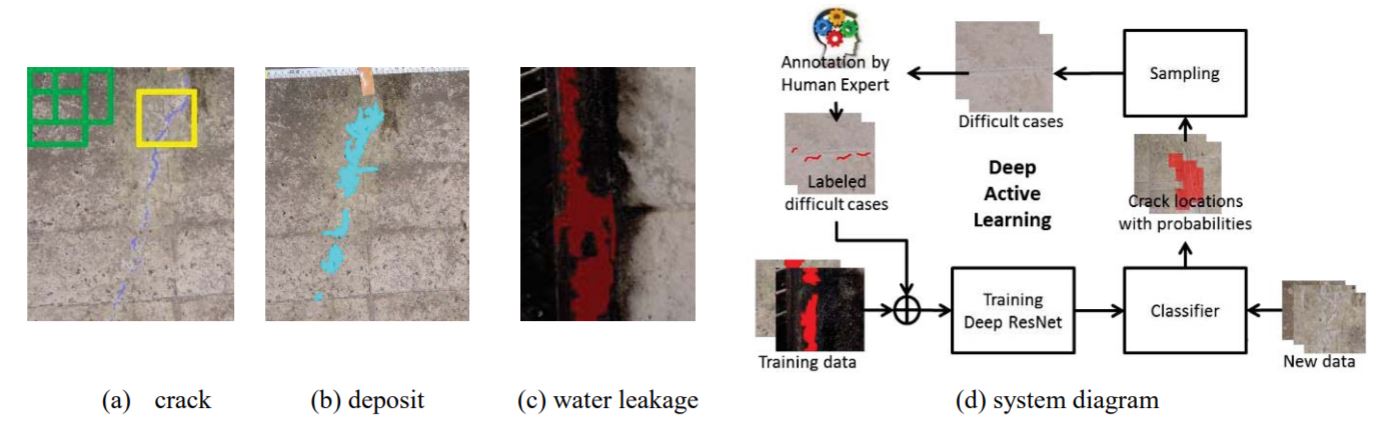 Annotation by
Human Expert
Difficult cases
Sampling
Labeled
difficult cases
Deep
Active
Learning
Crack locations
with probabilities
Training
Deep ResNet
Classifier
Training data
New data
(a) crack
(b) deposit
(c) water leakage
(d) system diagram